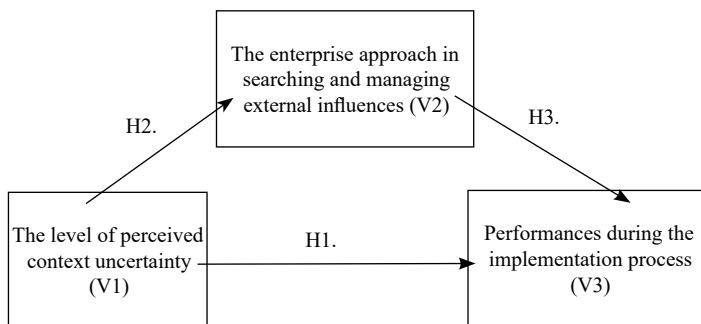 The enterprise approach in
searching and managing
external influences (V2)
H2.
H3.
The level of perceived
context uncertainty
(V1)
H1.
Performances during the
implementation process
(V3)